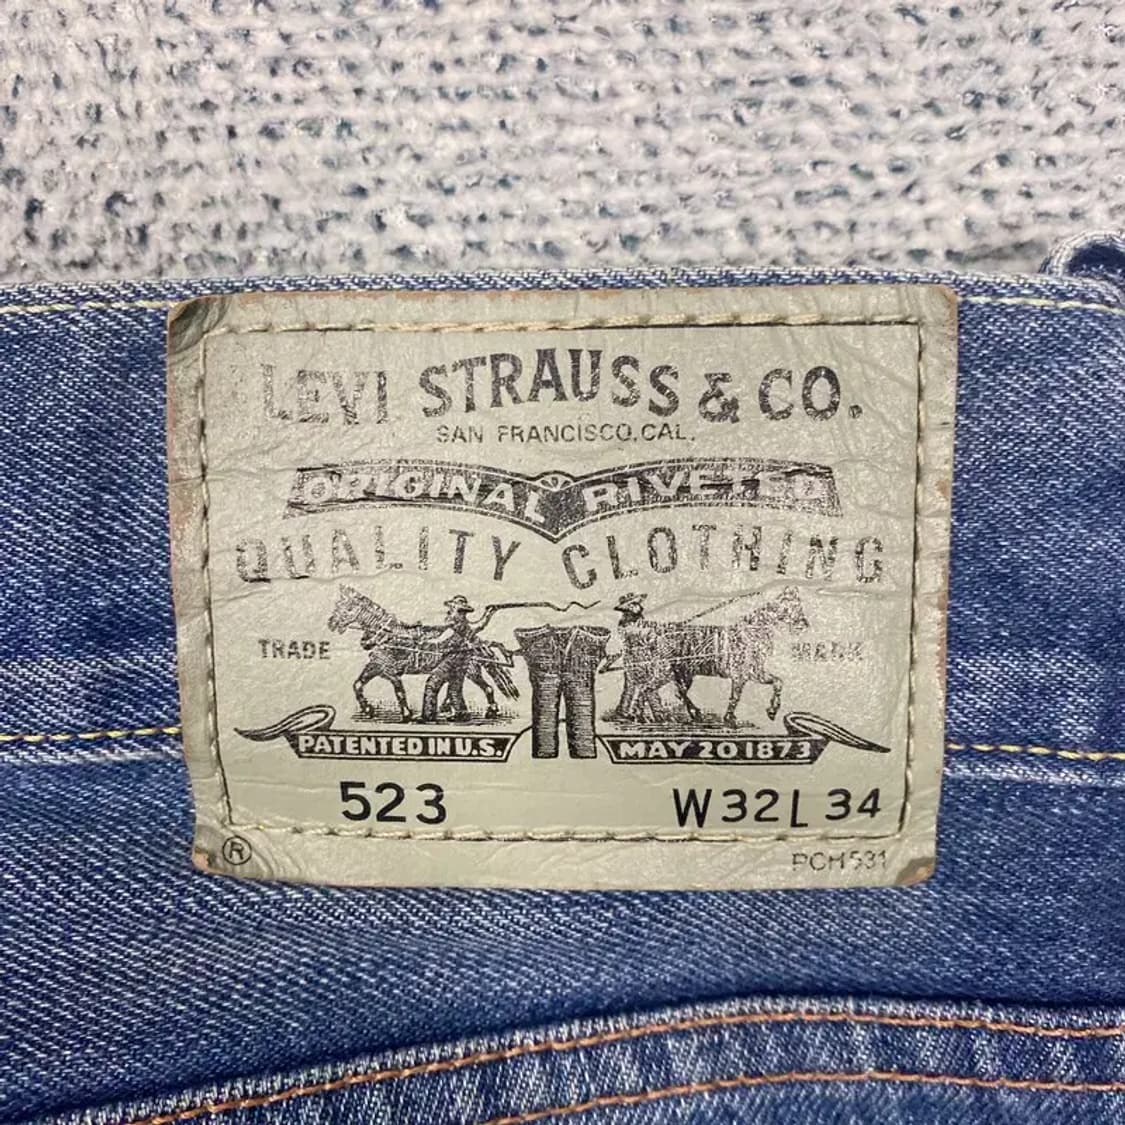 LEVI STRAUSS & CO.
SAN FRANCISCO, CAL.
ORIGINAL RIVETED
QUALITY CLOTHING
TRADE MARK
PATENTED IN U.S. MAY 20 1873
523 W32 L34
® PCH531